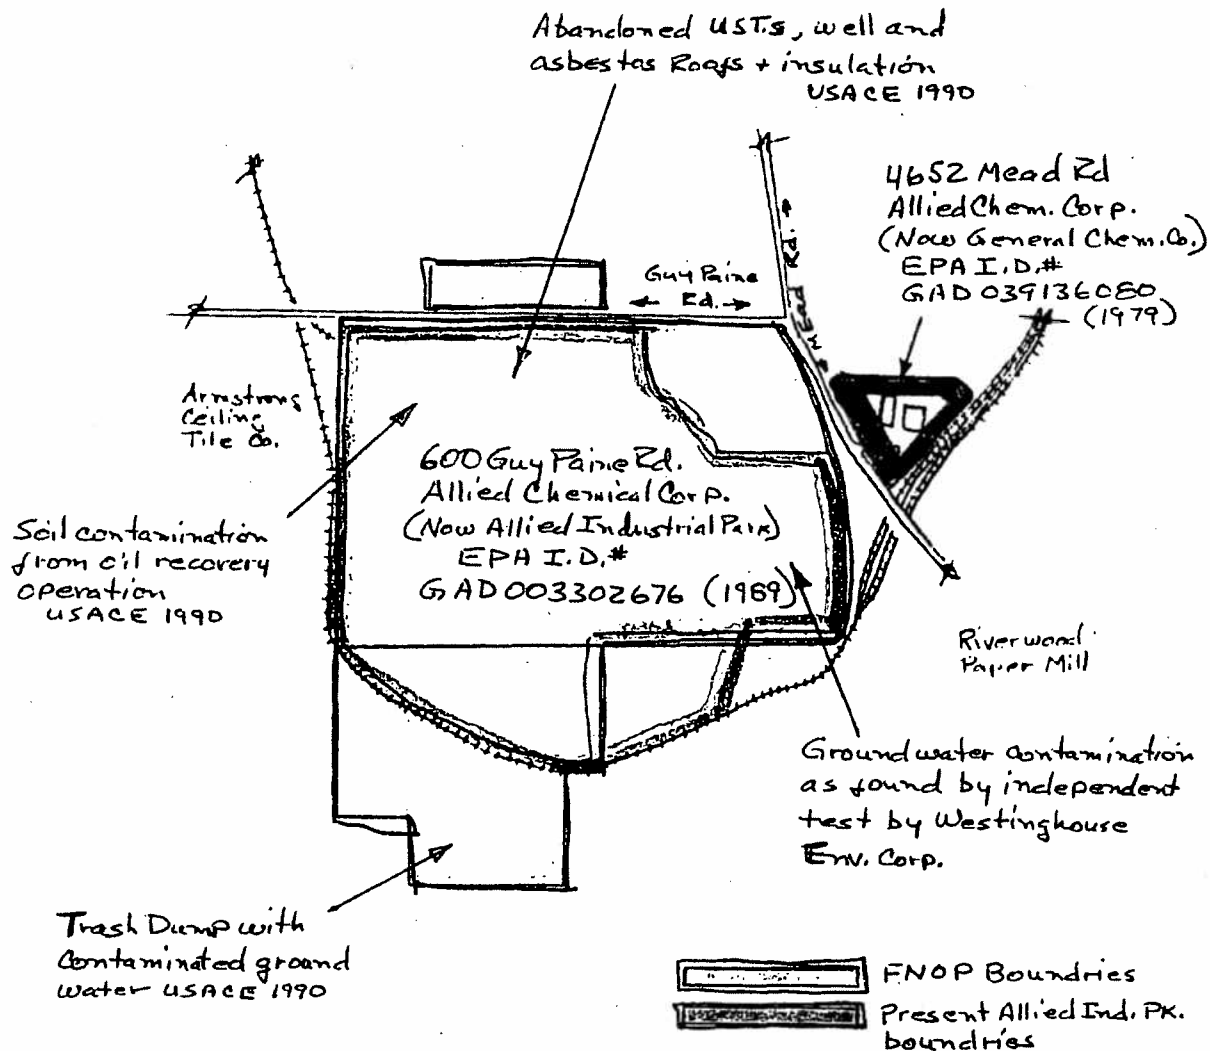 Abandoned USTs, well and
asbestos Roofs + insulation
USACE 1990
4652 Mead Rd
Allied Chem. Corp.
(Now General Chem. Co.)
EPA I.D.#
GAD 039136080
(1979)
Guy Paine
Rd.
Mead Rd.
Armstrong
Ceiling
Tile Co.
600 Guy Paine Rd.
Allied Chemical Corp.
(Now Allied Industrial Park)
EPA I.D.#
GAD003302676 (1989)
Soil contamination
from oil recovery
operation
USACE 1990
Riverwood
Paper Mill
Groundwater contamination
as found by independent
test by Westinghouse
Env. Corp.
Trash Dump with
Contaminated ground
water USACE 1990
FNOP Boundries
Present Allied Ind. Pk.
boundries